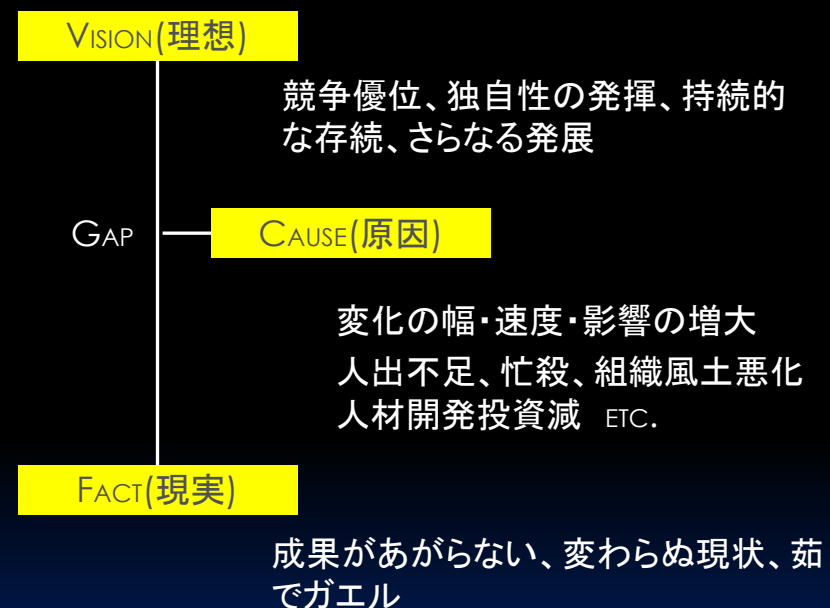 VISION(理想)
競争優位、独自性の発揮、持続的
な存続、さらなる発展
GAP
CAUSE(原因)
変化の幅・速度・影響の増大
人出不足、忙殺、組織風土悪化
人材開発投資減 ETC.
FACT(現実)
成果があがらない、変わらぬ現状、茹
でガエル